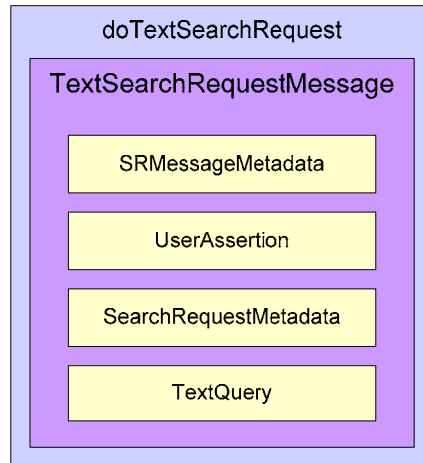 doTextSearchRequest
TextSearchRequestMessage
SRMessageMetadata
UserAssertion
SearchRequestMetadata
TextQuery